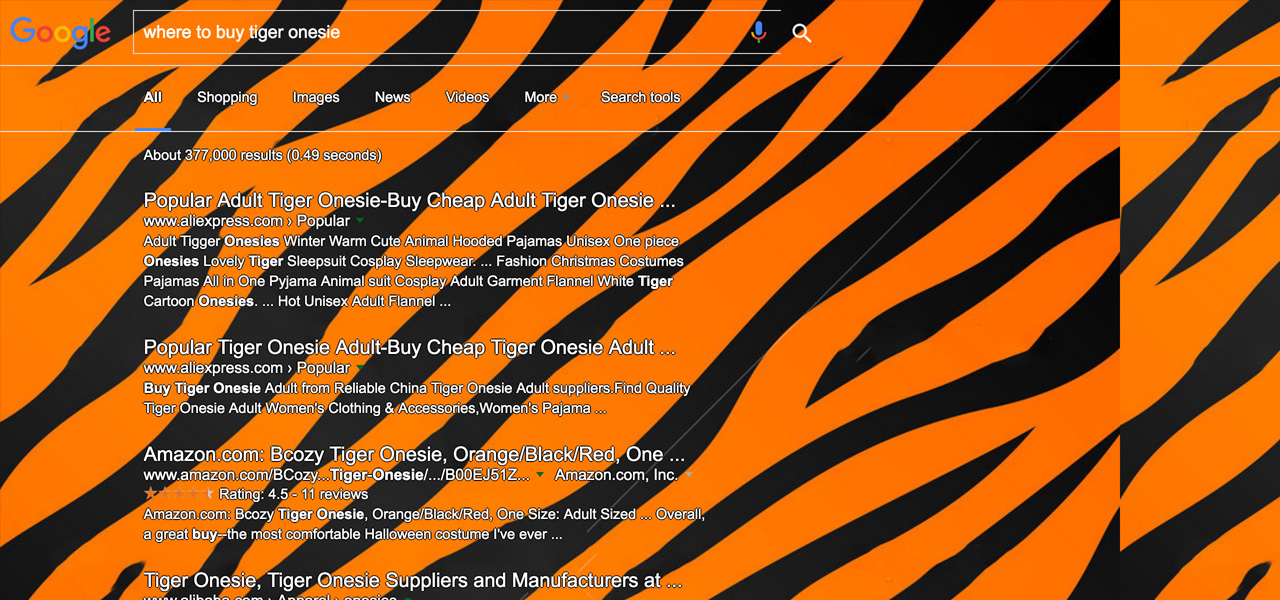 Google
where to buy tiger onesie
All Shopping Images News Videos More Search tools
About 377,000 results (0.49 seconds)
Popular Adult Tiger Onesie-Buy Cheap Adult Tiger Onesie ...
www.aliexpress.com › Popular
Adult Tigger Onesies Winter Warm Cute Animal Hooded Pajamas Unisex One piece
Onesies Lovely Tiger Sleepsuit Cosplay Sleepwear. ... Fashion Christmas Costumes
Pajamas All in One Pyjama Animal suit Cosplay Adult Garment Flannel White Tiger
Cartoon Onesies. ... Hot Unisex Adult Flannel ...
Popular Tiger Onesie Adult-Buy Cheap Tiger Onesie Adult ...
www.aliexpress.com › Popular
Buy Tiger Onesie Adult from Reliable China Tiger Onesie Adult suppliers.Find Quality
Tiger Onesie Adult Women's Clothing & Accessories,Women's Pajama ...
Amazon.com: Bcozy Tiger Onesie, Orange/Black/Red, One ...
www.amazon.com/BCozy...Tiger-Onesie/.../B00EJ51Z... Amazon.com, Inc.
Rating: 4.5 - 11 reviews
Amazon.com: Bcozy Tiger Onesie, Orange/Black/Red, One Size: Adult Sized ... Overall,
a great buy--the most comfortable Halloween costume I've ever ...
Tiger Onesie, Tiger Onesie Suppliers and Manufacturers at ...
www.alibaba.com › Apparel › onesies